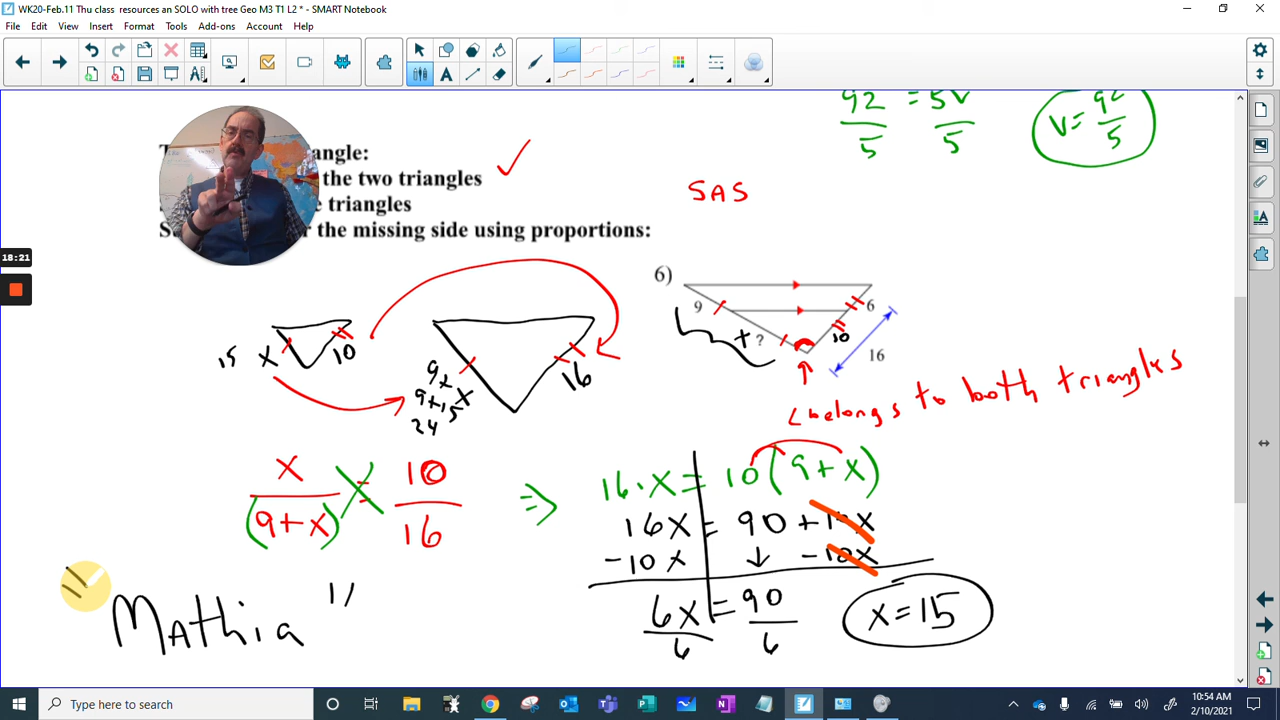 WK20-Feb.11 Thu class resources an SOLO with tree Geo M3 T1 L2 * - SMART Notebook
File Edit View Insert Format Tools Add-ons Account Help
92/5 = 5V/5
V = 92/5
angle:
the two triangles ✓
triangles
the missing side using proportions:
SAS
18:21
6)
9
6
+ ?
10
16
15 x 10
9+x
9+15
24
16
<belongs to both triangles
x/(9+x) = 10/16
⇒
16·x = 10(9+x)
16x = 90 + 10x
-10x ↓ -10x
6x/6 = 90/6
x=15
Mathia "
Type here to search
10:54 AM
2/10/2021